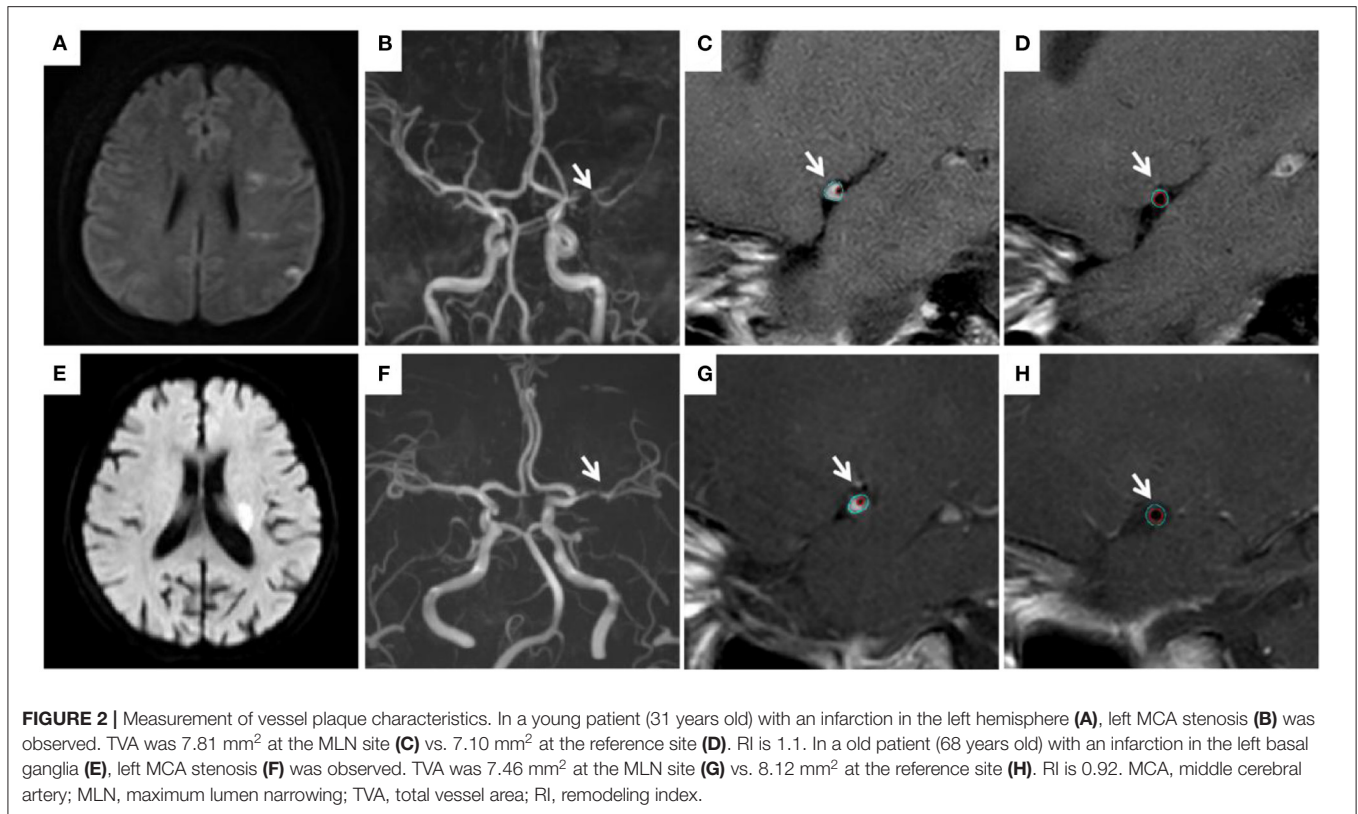 A B C D
E F G H
FIGURE 2 | Measurement of vessel plaque characteristics. In a young patient (31 years old) with an infarction in the left hemisphere (A), left MCA stenosis (B) was
observed. TVA was 7.81 mm² at the MLN site (C) vs. 7.10 mm² at the reference site (D). RI is 1.1. In a old patient (68 years old) with an infarction in the left basal
ganglia (E), left MCA stenosis (F) was observed. TVA was 7.46 mm² at the MLN site (G) vs. 8.12 mm² at the reference site (H). RI is 0.92. MCA, middle cerebral
artery; MLN, maximum lumen narrowing; TVA, total vessel area; RI, remodeling index.